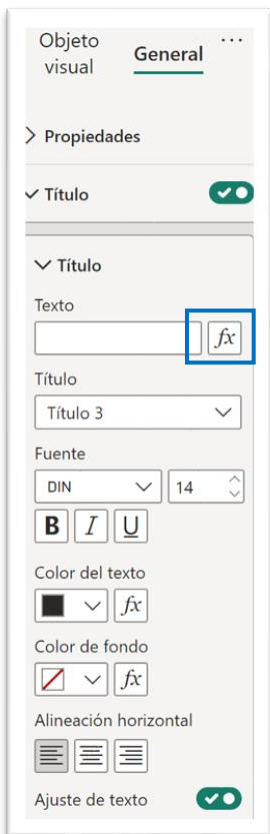 Objeto
visual
General
...
Propiedades
Título
Título
Texto
fx
Título
Título 3
Fuente
DIN
14
B I U
Color del texto
fx
Color de fondo
fx
Alineación horizontal
Ajuste de texto